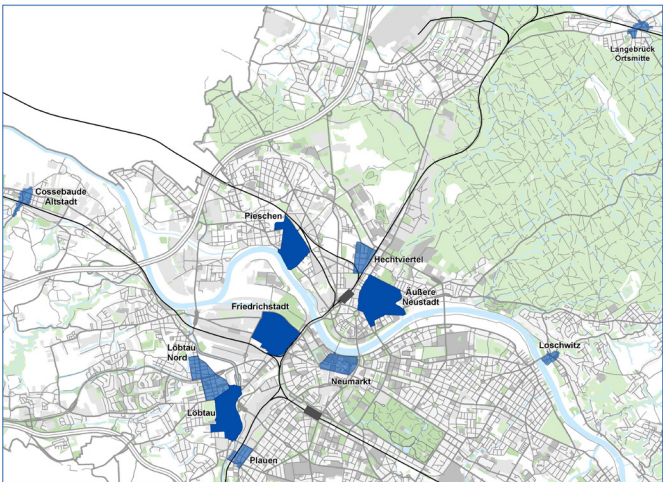 Langebrück
Ortsmitte
Cossebaude
Altstadt
Pieschen
Hechtviertel
Äußere
Neustadt
Friedrichstadt
Löbtau
Nord
Loschwitz
Neumarkt
Löbtau
Plauen